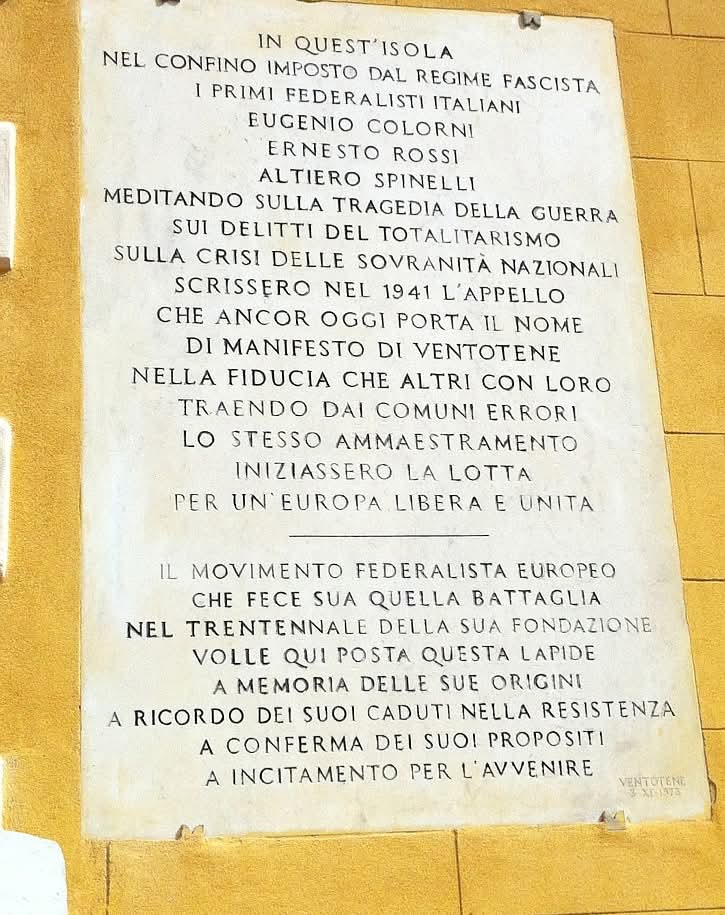 IN QUEST'ISOLA
NEL CONFINO IMPOSTO DAL REGIME FASCISTA
I PRIMI FEDERALISTI ITALIANI
EUGENIO COLORNI
ERNESTO ROSSI
ALTIERO SPINELLI
MEDITANDO SULLA TRAGEDIA DELLA GUERRA
SUI DELITTI DEL TOTALITARISMO
SULLA CRISI DELLE SOVRANITÀ NAZIONALI
SCRISSERO NEL 1941 L'APPELLO
CHE ANCOR OGGI PORTA IL NOME
DI MANIFESTO DI VENTOTENE
NELLA FIDUCIA CHE ALTRI CON LORO
TRAENDO DAI COMUNI ERRORI
LO STESSO AMMAESTRAMENTO
INIZIASSERO LA LOTTA
PER UN'EUROPA LIBERA E UNITA
IL MOVIMENTO FEDERALISTA EUROPEO
CHE FECE SUA QUELLA BATTAGLIA
NEL TRENTENNALE DELLA SUA FONDAZIONE
VOLLE QUI POSTA QUESTA LAPIDE
A MEMORIA DELLE SUE ORIGINI
A RICORDO DEI SUOI CADUTI NELLA RESISTENZA
A CONFERMA DEI SUOI PROPOSITI
A INCITAMENTO PER L'AVVENIRE
VENTOTENE
3 XI 1973